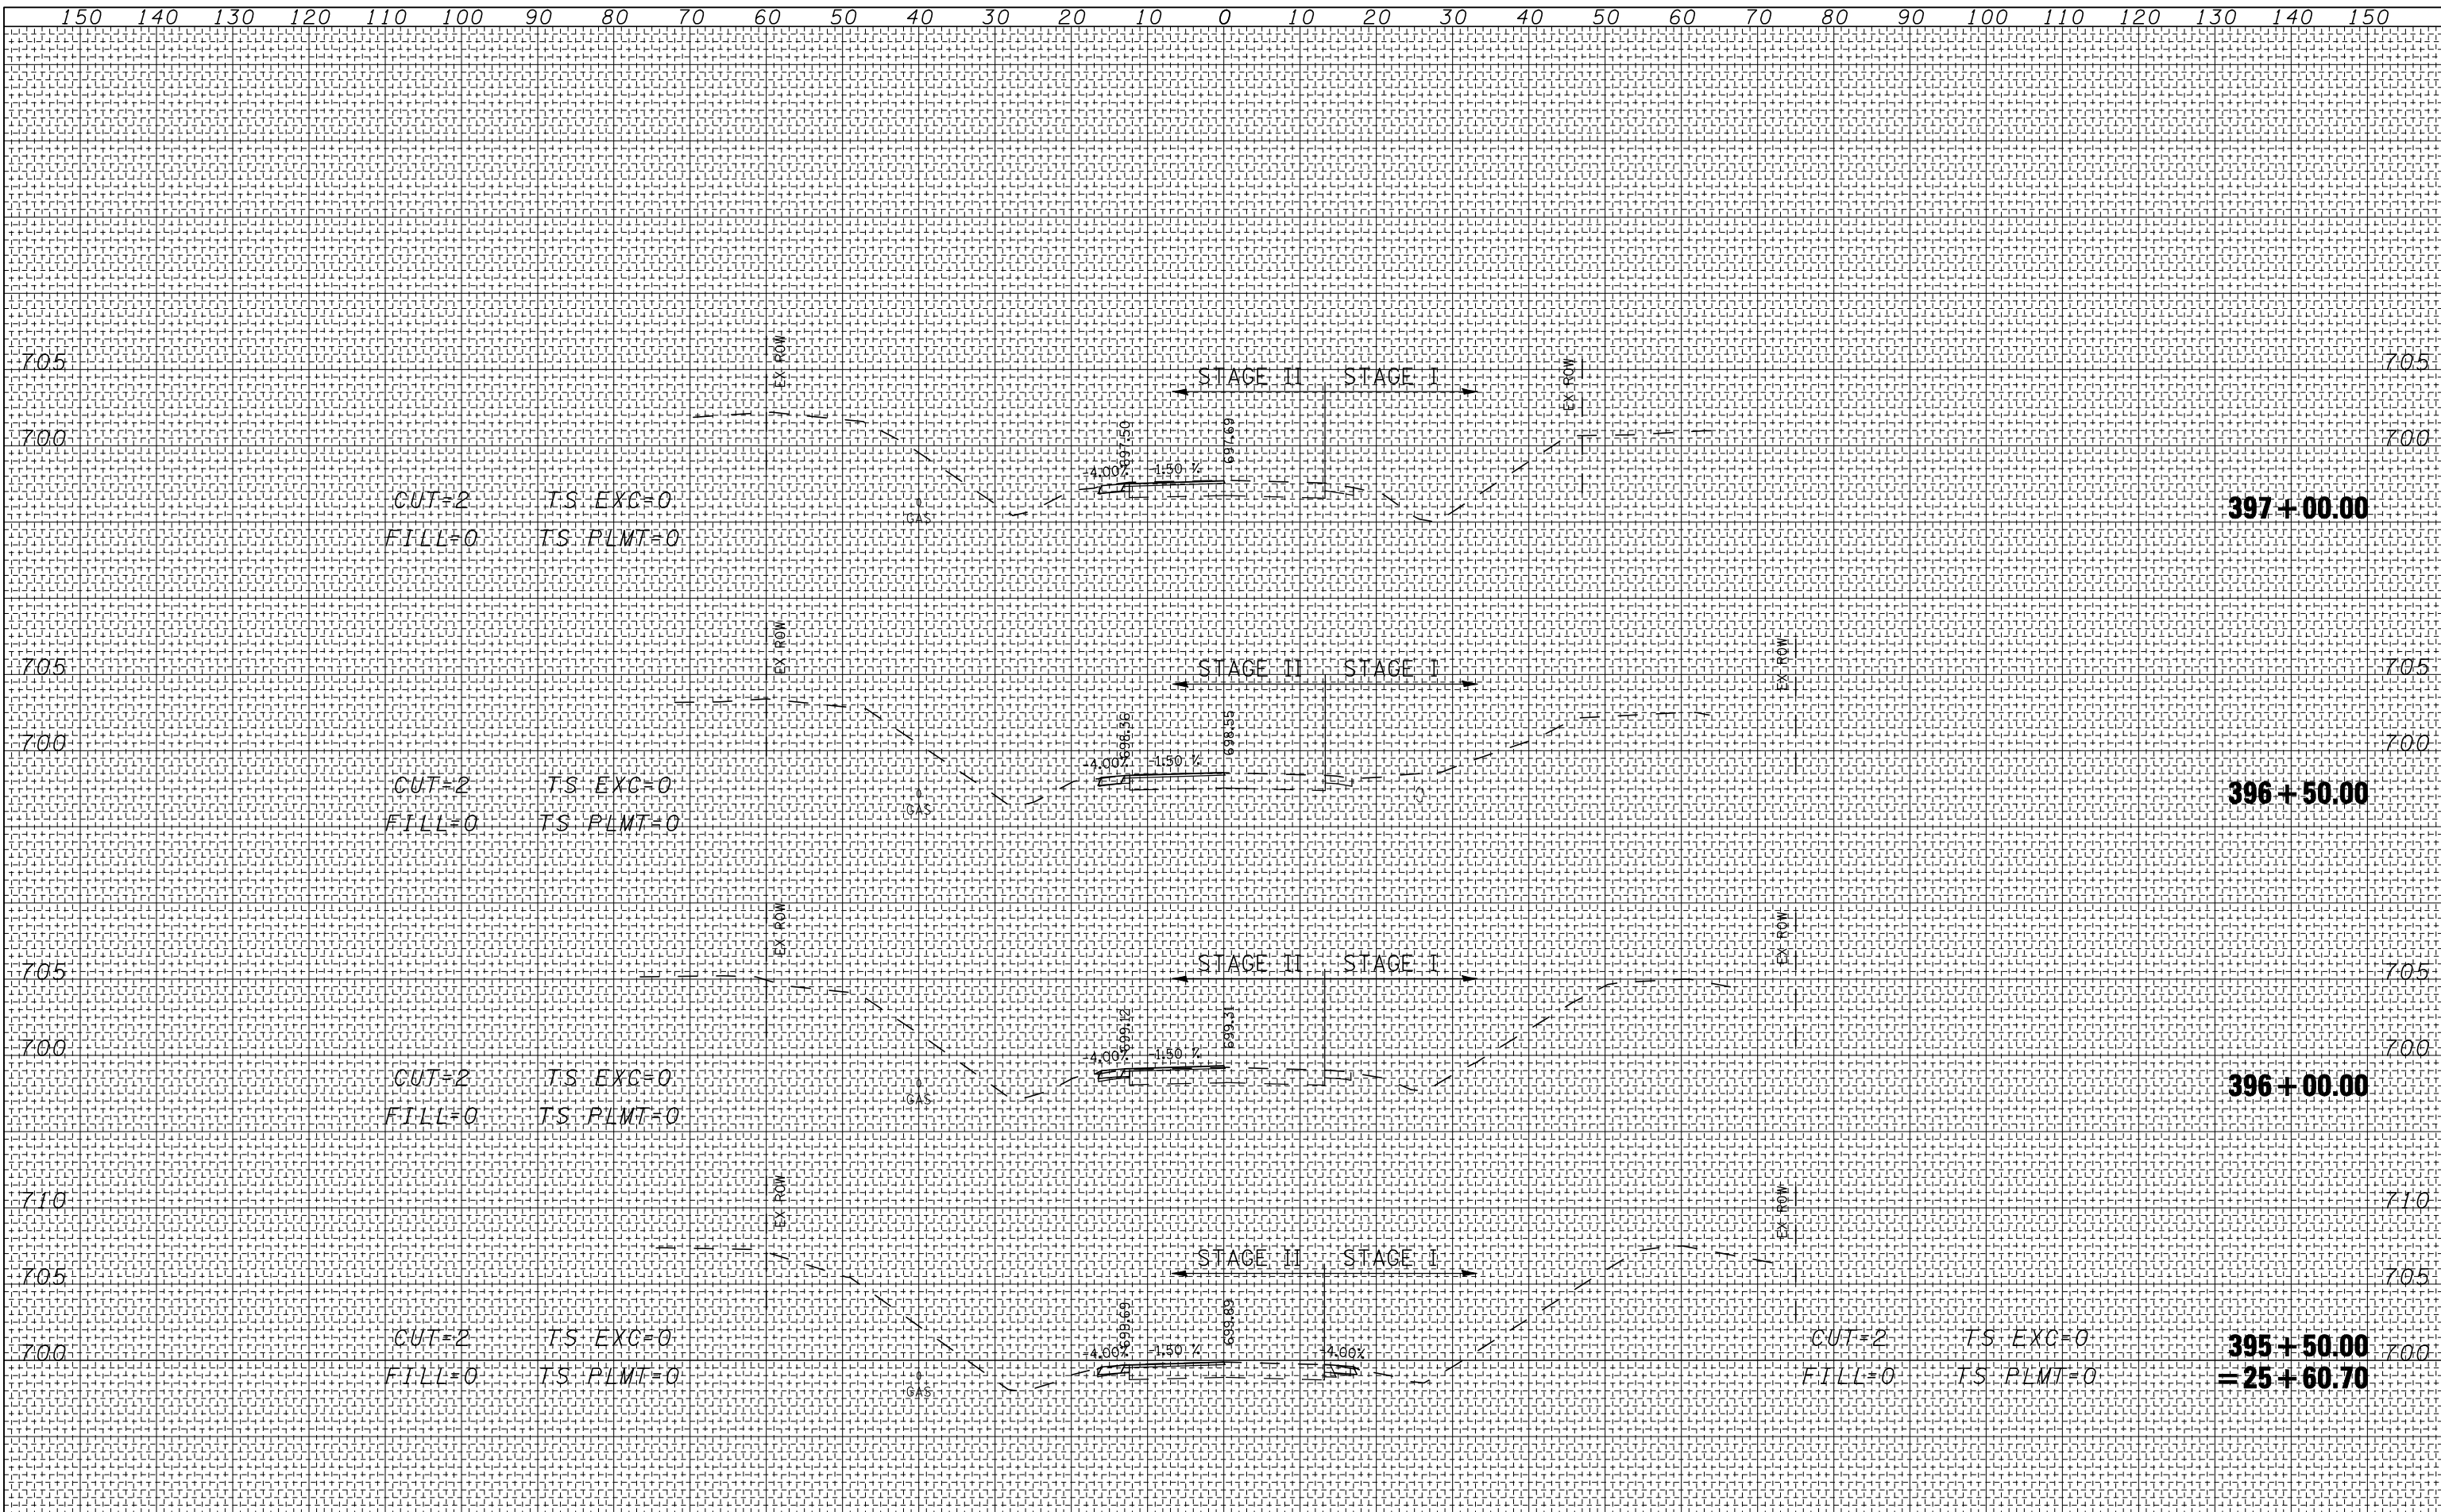 150 140 130 120 110 100 90 80 70 60 50 40 30 20 10 0 10 20 30 40 50 60 70 80 90 100 110 120 130 140 150
EX ROW
EX ROW
705 705
STAGE II STAGE I
700 700
697.50 697.69
-4.00% -1.50 %
CUT=2 TS EXC=0
0
GAS
397+00.00
FILL=0 TS PLMT=0
EX ROW
EX ROW
705 705
STAGE II STAGE I
700 700
698.36 698.55
-4.00% -1.50 %
CUT=2 TS EXC=0
0
GAS
396+50.00
FILL=0 TS PLMT=0
EX ROW
EX ROW
705 705
STAGE II STAGE I
700 700
699.12 699.31
-4.00% -1.50 %
CUT=2 TS EXC=0
0
GAS
396+00.00
FILL=0 TS PLMT=0
EX ROW
EX ROW
710 710
STAGE II STAGE I
705 705
699.69 699.89
CUT=2 TS EXC=0
CUT=2 TS EXC=0
395+50.00
700 700
-4.00% -1.50 % -4.00%
FILL=0 TS PLMT=0
0
GAS
FILL=0 TS PLMT=0
=25+60.70